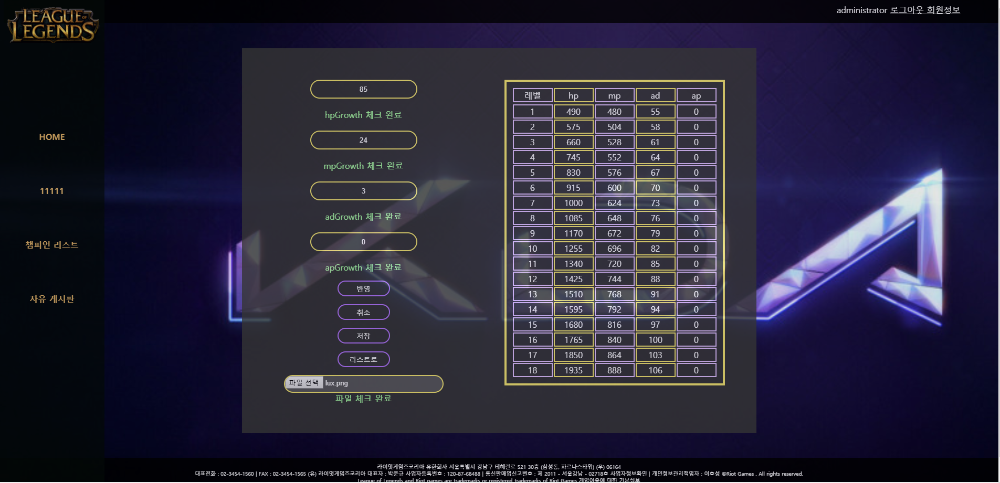 LEAGUE OF
LEGENDS
administrator 로그아웃 회원정보
HOME
11111
챔피언 리스트
자유 게시판
85
hpGrowth 체크 완료
24
mpGrowth 체크 완료
3
adGrowth 체크 완료
0
apGrowth 체크 완료
반영
취소
저장
리스트로
파일 선택 lux.png
파일 체크 완료
레벨 hp mp ad ap
1 490 480 55 0
2 575 504 58 0
3 660 528 61 0
4 745 552 64 0
5 830 576 67 0
6 915 600 70 0
7 1000 624 73 0
8 1085 648 76 0
9 1170 672 79 0
10 1255 696 82 0
11 1340 720 85 0
12 1425 744 88 0
13 1510 768 91 0
14 1595 792 94 0
15 1680 816 97 0
16 1765 840 100 0
17 1850 864 103 0
18 1935 888 106 0
라이엇게임즈코리아 유한회사 서울특별시 강남구 테헤란로 521 30층 (삼성동, 파르나스타워) (우) 06164
대표전화 : 02-3454-1560 | FAX : 02-3454-1565 (유) 라이엇게임즈코리아 대표자 : 박준규 사업자등록번호 : 120-87-68488 | 통신판매업신고번호 : 제 2011 - 서울강남 - 02718호 사업자정보확인 | 개인정보관리책임자 : 이효성 ©Riot Games . All rights reserved.
League of Legends and Riot games are trademarks or registered trademarks of Riot Games 게임이용에 대한 기본정보